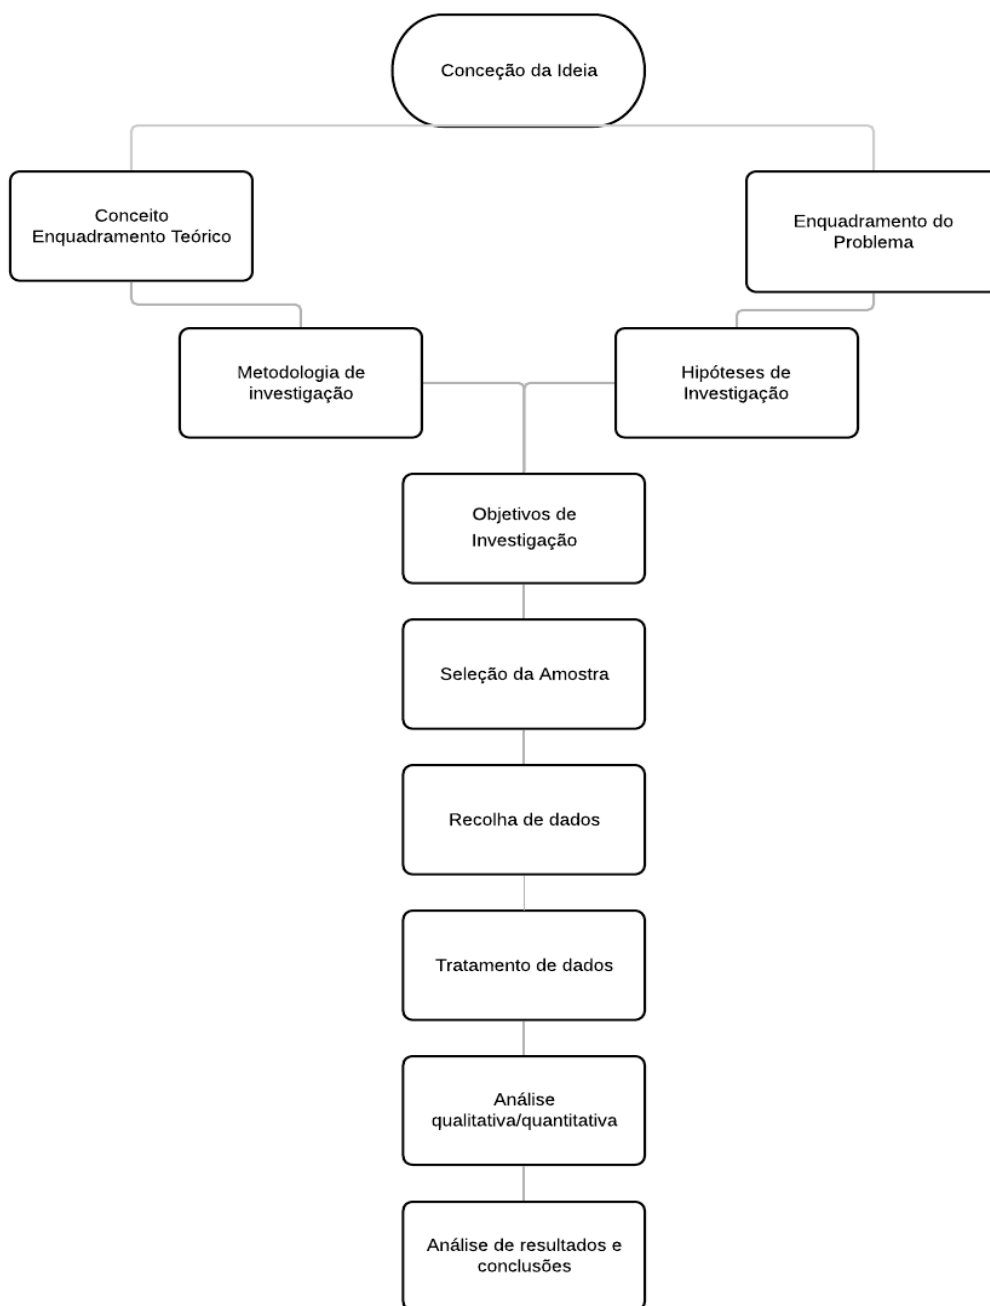 Conceção da Ideia
Conceito
Enquadramento Teórico
Enquadramento do
Problema
Metodologia de
investigação
Hipóteses de
Investigação
Objetivos de
Investigação
Seleção da Amostra
Recolha de dados
Tratamento de dados
Análise
qualitativa/quantitativa
Análise de resultados e
conclusões